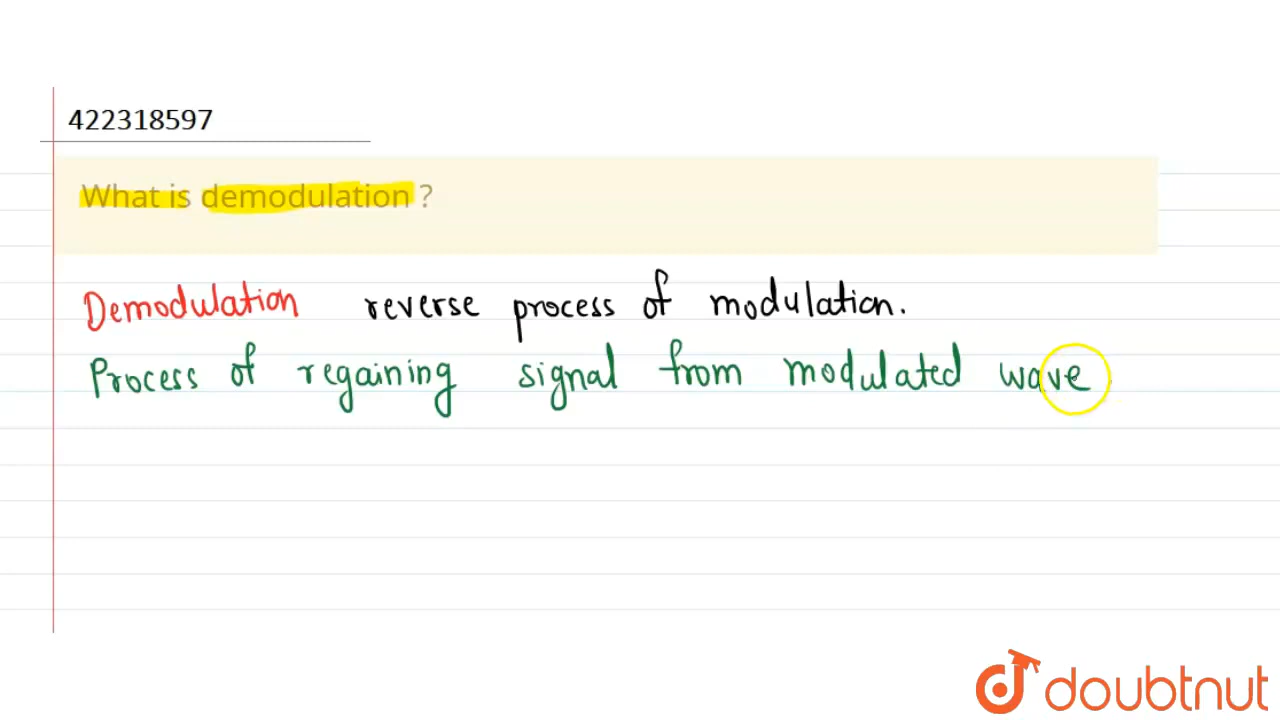 422318597
What is demodulation ?
Demodulation reverse process of modulation.
Process of regaining signal from modulated wave
doubtnut